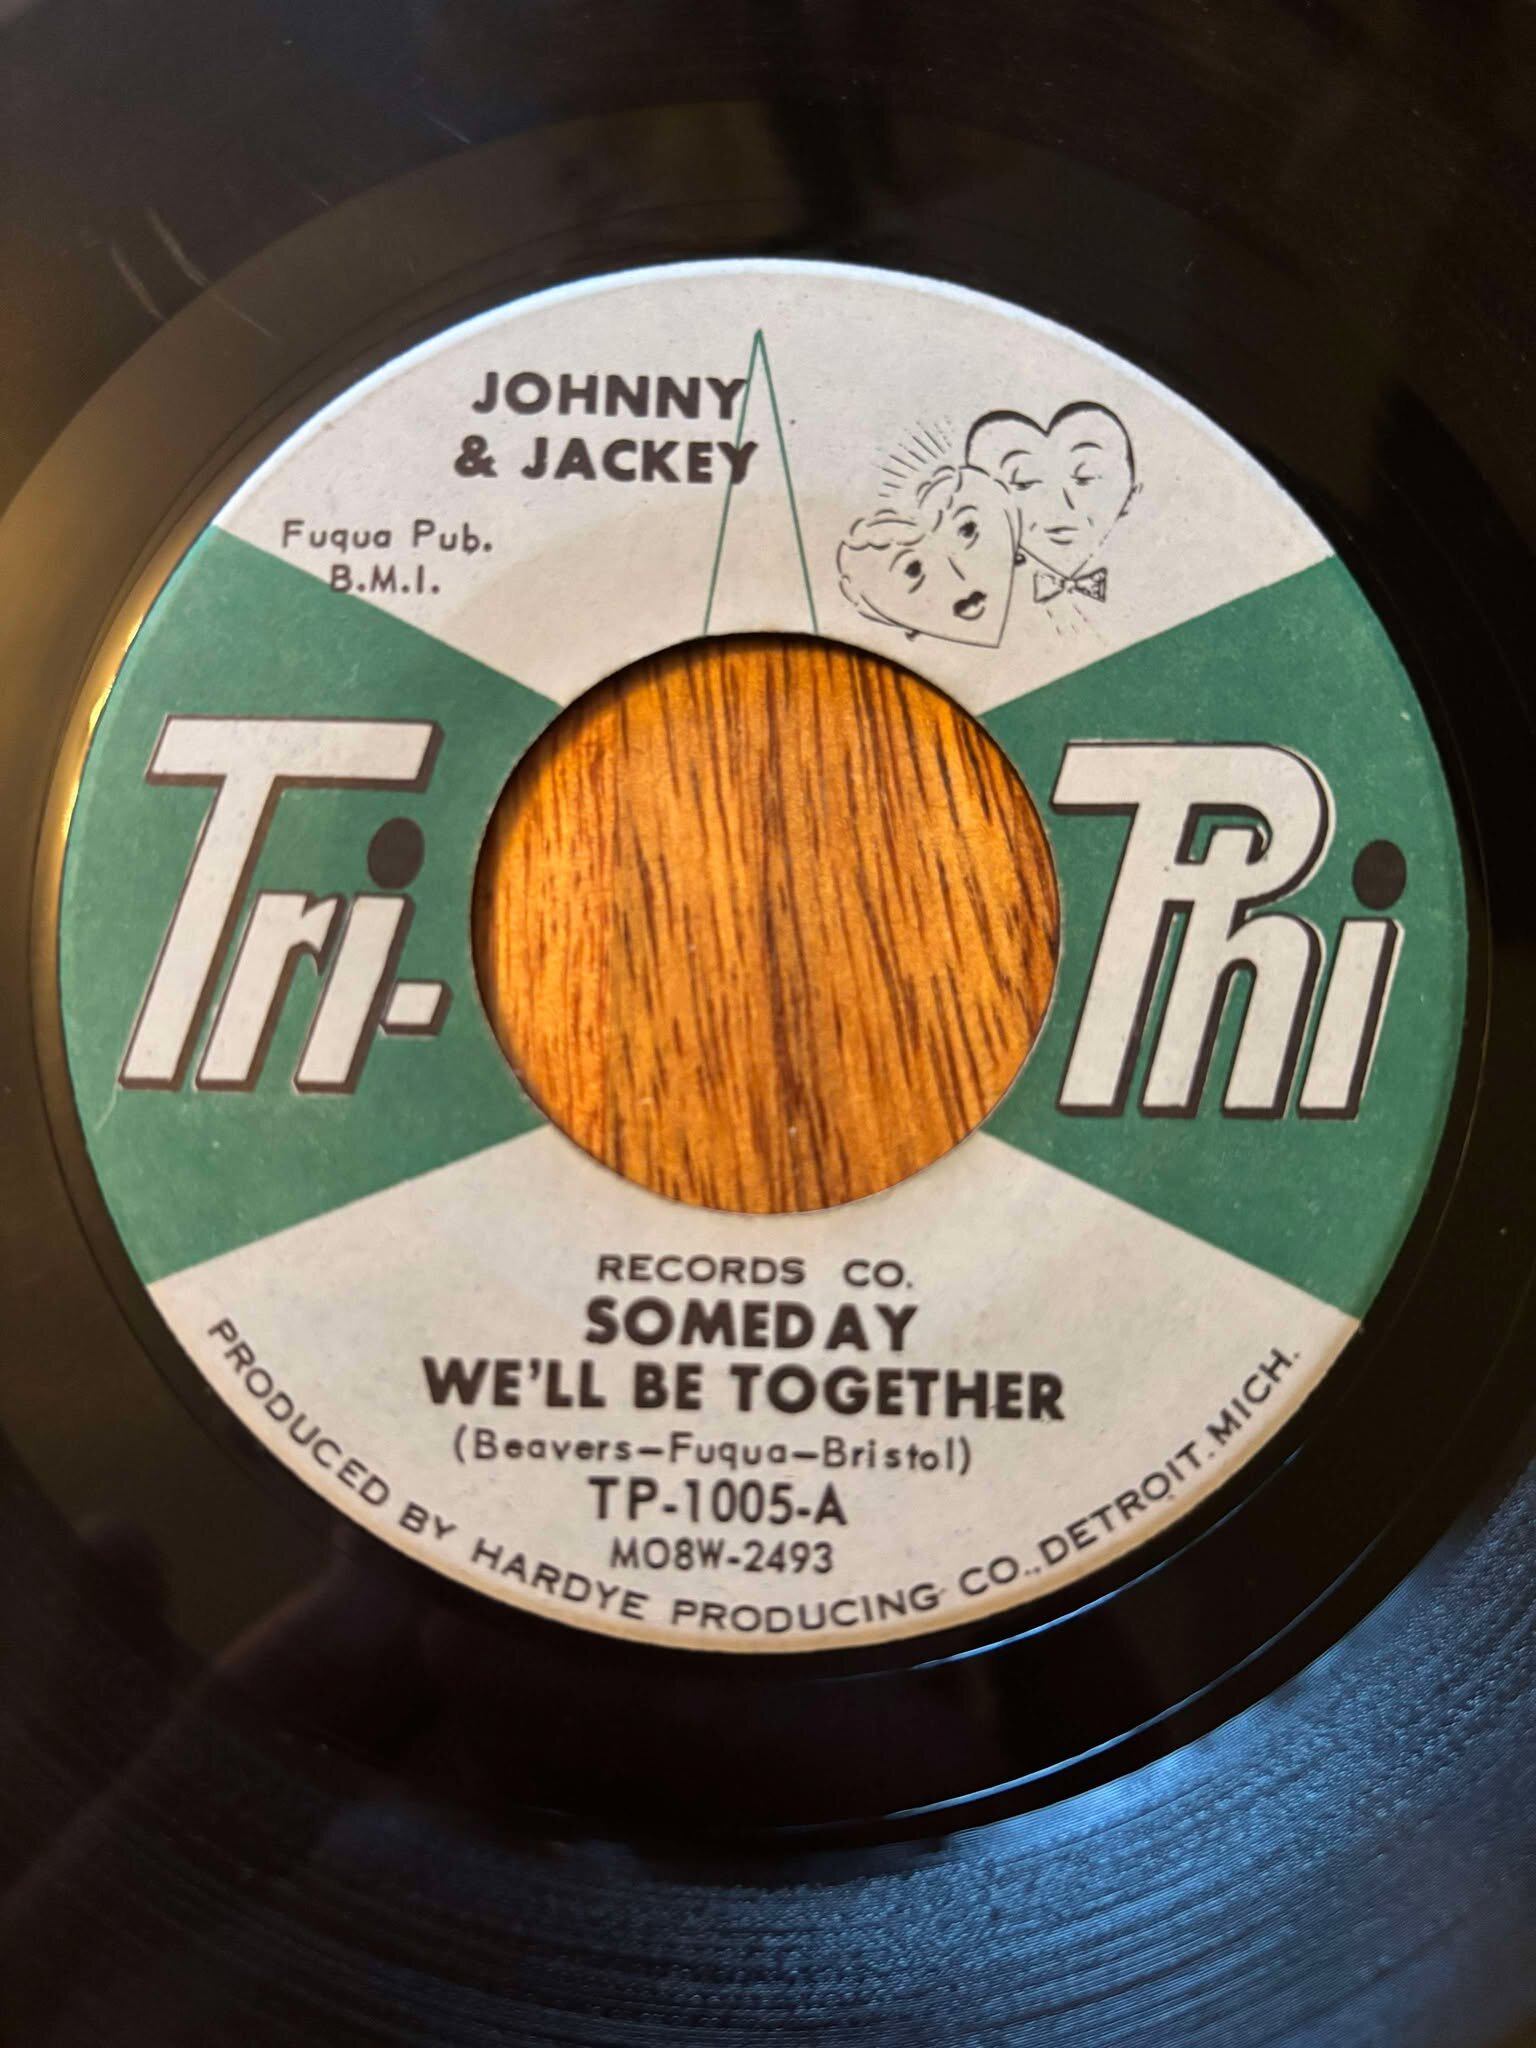 JOHNNY
& JACKEY
Fuqua Pub.
B.M.I.
Tri-Phi
RECORDS CO.
SOMEDAY
WE'LL BE TOGETHER
(Beavers-Fuqua-Bristol)
TP-1005-A
MO8W-2493
PRODUCED BY HARDYE PRODUCING CO., DETROIT. MICH.